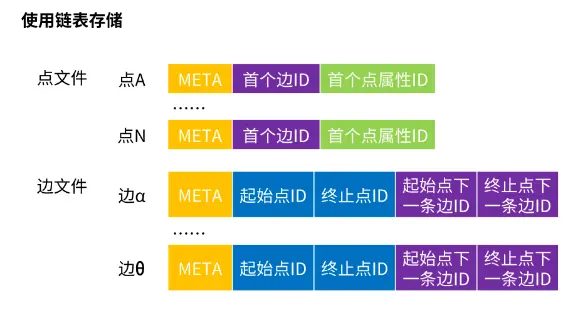 使用链表存储
点文件 点A META 首个边ID 首个点属性ID
……
点N META 首个边ID 首个点属性ID
边文件 边α META 起始点ID 终止点ID 起始点下一条边ID 终止点下一条边ID
……
边θ META 起始点ID 终止点ID 起始点下一条边ID 终止点下一条边ID